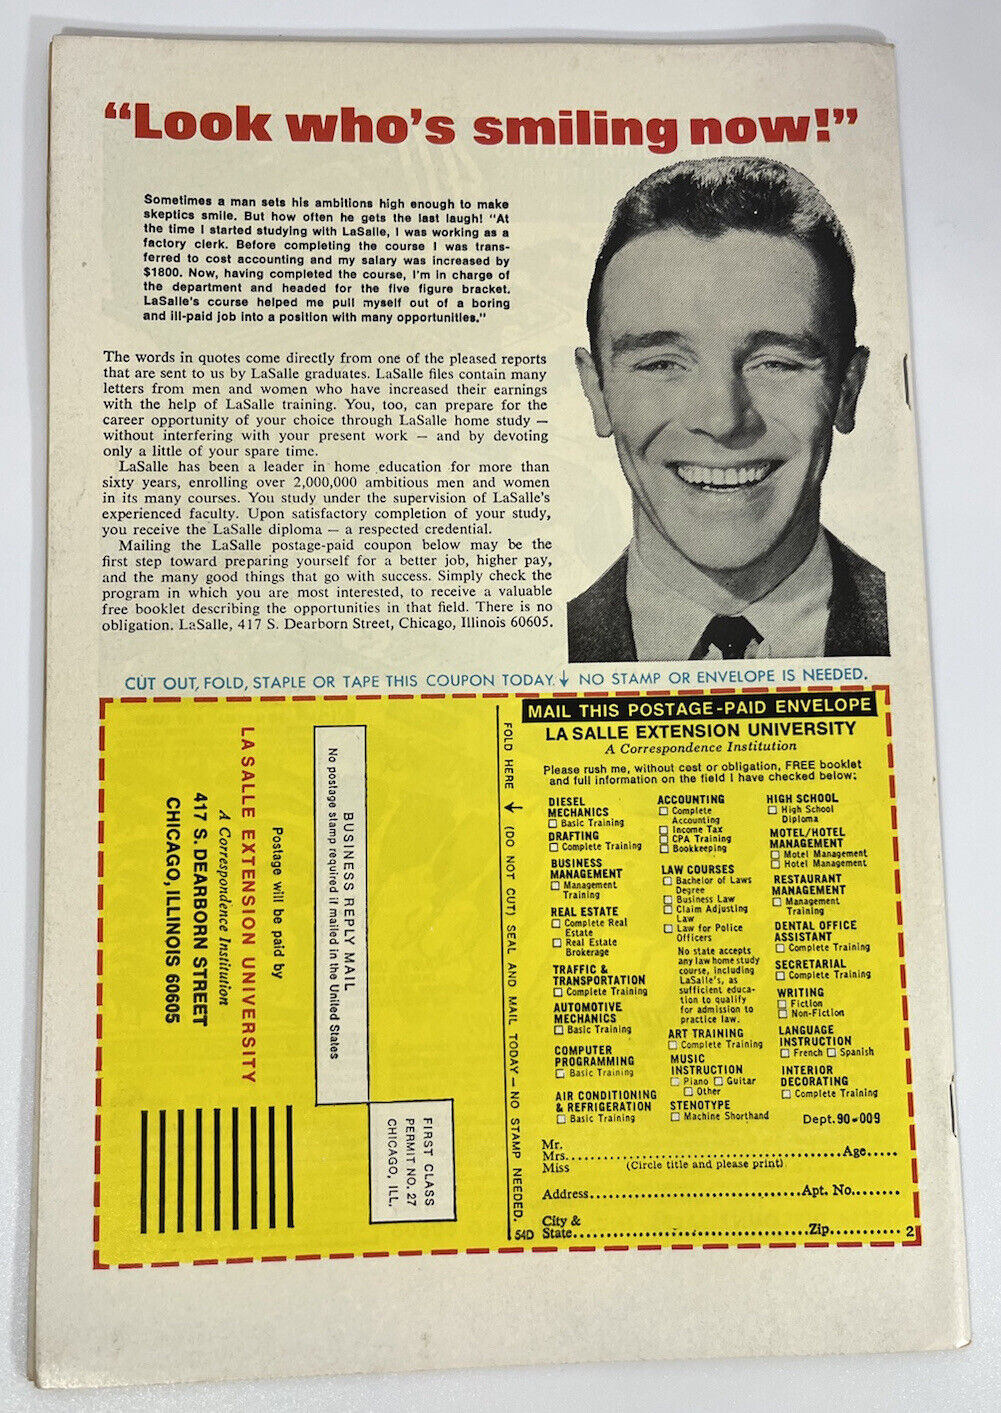 “Look who’s smiling now!”
Sometimes a man sets his ambitions high enough to make
skeptics smile. But how often he gets the last laugh! "At
the time I started studying with LaSalle, I was working as a
factory clerk. Before completing the course I was trans-
ferred to cost accounting and my salary was increased by
$1800. Now, having completed the course, I'm in charge of
the department and headed for the five figure bracket.
LaSalle's course helped me pull myself out of a boring
and ill-paid job into a position with many opportunities."
The words in quotes come directly from one of the pleased reports
that are sent to us by LaSalle graduates. LaSalle files contain many
letters from men and women who have increased their earnings
with the help of LaSalle training. You, too, can prepare for the
career opportunity of your choice through LaSalle home study —
without interfering with your present work — and by devoting
only a little of your spare time.
LaSalle has been a leader in home education for more than
sixty years, enrolling over 2,000,000 ambitious men and women
in its many courses. You study under the supervision of LaSalle's
experienced faculty. Upon satisfactory completion of your study,
you receive the LaSalle diploma — a respected credential.
Mailing the LaSalle postage-paid coupon below may be the
first step toward preparing yourself for a better job, higher pay,
and the many good things that go with success. Simply check the
program in which you are most interested, to receive a valuable
free booklet describing the opportunities in that field. There is no
obligation. LaSalle, 417 S. Dearborn Street, Chicago, Illinois 60605.
CUT OUT, FOLD, STAPLE OR TAPE THIS COUPON TODAY. ↓ NO STAMP OR ENVELOPE IS NEEDED.
FIRST CLASS
PERMIT NO. 27
CHICAGO, ILL.
BUSINESS REPLY MAIL
No postage stamp required if mailed in the United States
Postage will be paid by
LA SALLE EXTENSION UNIVERSITY
A Correspondence Institution
417 S. DEARBORN STREET
CHICAGO, ILLINOIS 60605
FOLD HERE → (DO NOT CUT) SEAL AND MAIL TODAY — NO STAMP NEEDED.
MAIL THIS POSTAGE-PAID ENVELOPE
LA SALLE EXTENSION UNIVERSITY
A Correspondence Institution
Please rush me, without cost or obligation, FREE booklet
and full information on the field I have checked below:
DIESEL
MECHANICS
☐ Basic Training
DRAFTING
☐ Complete Training
BUSINESS
MANAGEMENT
☐ Management
Training
REAL ESTATE
☐ Complete Real
Estate
☐ Real Estate
Brokerage
TRAFFIC &
TRANSPORTATION
☐ Complete Training
AUTOMOTIVE
MECHANICS
☐ Basic Training
COMPUTER
PROGRAMMING
☐ Basic Training
AIR CONDITIONING
& REFRIGERATION
☐ Basic Training
ACCOUNTING
☐ Complete
Accounting
☐ Income Tax
☐ CPA Training
☐ Bookkeeping
LAW COURSES
☐ Bachelor of Laws
Degree
☐ Business Law
☐ Claim Adjusting
Law
☐ Law for Police
Officers
No state accepts
any law home study
course, including
LaSalle's, as
sufficient educa-
tion to qualify
for admission to
practice law.
ART TRAINING
☐ Complete Training
MUSIC
INSTRUCTION
☐ Piano ☐ Guitar
☐ Other
STENOTYPE
☐ Machine Shorthand
HIGH SCHOOL
☐ High School
Diploma
MOTEL/HOTEL
MANAGEMENT
☐ Motel Management
☐ Hotel Management
RESTAURANT
MANAGEMENT
☐ Management
Training
DENTAL OFFICE
ASSISTANT
☐ Complete Training
SECRETARIAL
☐ Complete Training
WRITING
☐ Fiction
☐ Non-Fiction
LANGUAGE
INSTRUCTION
☐ French ☐ Spanish
INTERIOR
DECORATING
☐ Complete Training
Dept. 90-009
Mr.
Mrs.......................................Age.....
Miss (Circle title and please print)
Address................................Apt. No........
City &
54D State....................................Zip........... 2